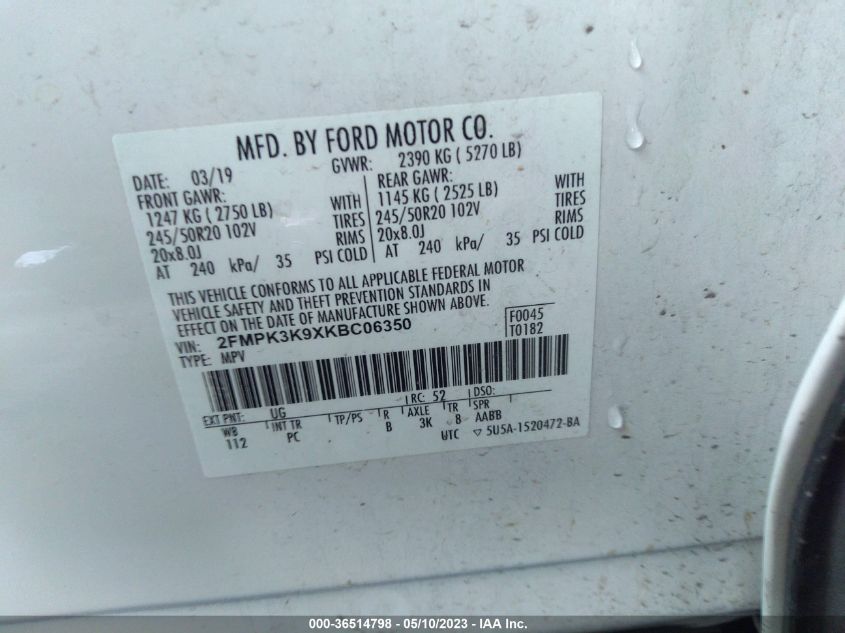 MFD. BY FORD MOTOR CO.
DATE: 03/19 GVWR: 2390 KG ( 5270 LB)
FRONT GAWR: REAR GAWR:
1247 KG ( 2750 LB) WITH 1145 KG ( 2525 LB) WITH
245/50R20 102V TIRES 245/50R20 102V TIRES
20x8.0J RIMS 20x8.0J RIMS
AT 240 kPa/ 35 PSI COLD AT 240 kPa/ 35 PSI COLD
THIS VEHICLE CONFORMS TO ALL APPLICABLE FEDERAL MOTOR
VEHICLE SAFETY AND THEFT PREVENTION STANDARDS IN
EFFECT ON THE DATE OF MANUFACTURE SHOWN ABOVE.
VIN: 2FMPK3K9XKBC06350 F0045
TYPE: MPV T0182
EXT PNT: UG RC: 52 DSO:
WB INT TR TP/PS R AXLE TR SPR
112 PC B 3K B AABB
UTC ▽ 5U5A-1520472-BA
000-36514798 - 05/10/2023 - IAA Inc.